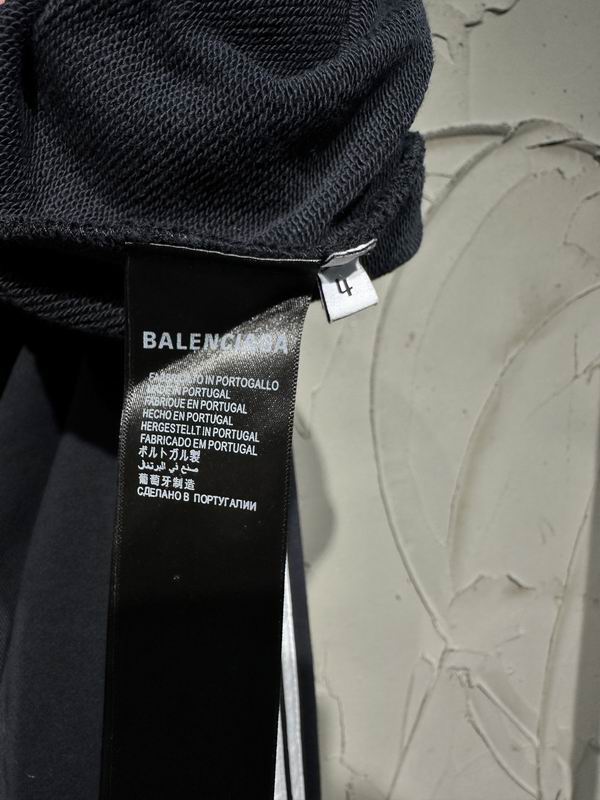 4
BALENCIAGA
FABBRICATO IN PORTOGALLO
MADE IN PORTUGAL
FABRIQUE EN PORTUGAL
HECHO EN PORTUGAL
HERGESTELLT IN PORTUGAL
FABRICADO EM PORTUGAL
ポルトガル製
صنع في البرتغال
葡萄牙制造
СДЕЛАНО В ПОРТУГАЛИИ